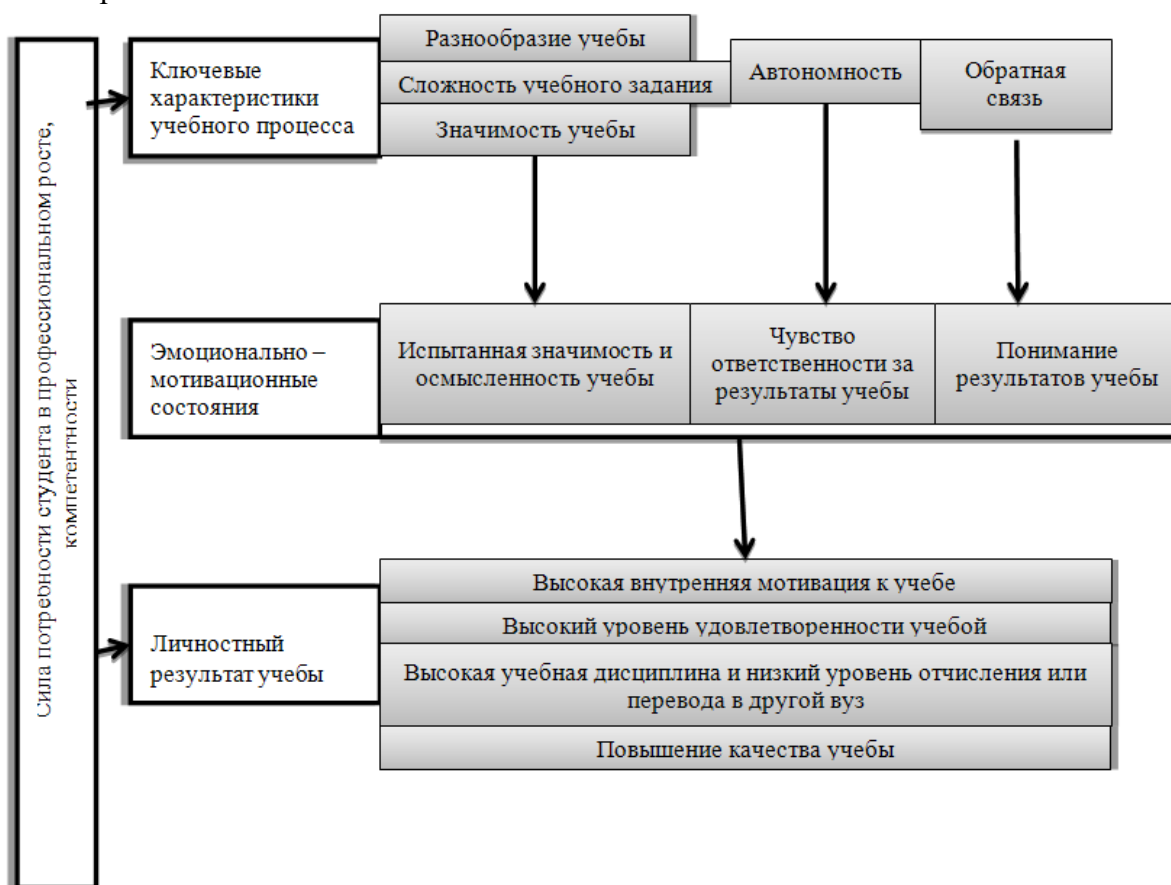 Сила потребности студента в профессиональном росте,
компетентности
Ключевые
характеристики
учебного процесса
Разнообразие учебы
Сложность учебного задания
Значимость учебы
Автономность
Обратная
связь
Эмоционально –
мотивационные
состояния
Испытанная значимость и
осмысленность учебы
Чувство
ответственности за
результаты учебы
Понимание
результатов учебы
Личностный
результат учебы
Высокая внутренняя мотивация к учебе
Высокий уровень удовлетворенности учебой
Высокая учебная дисциплина и низкий уровень отчисления или
перевода в другой вуз
Повышение качества учебы